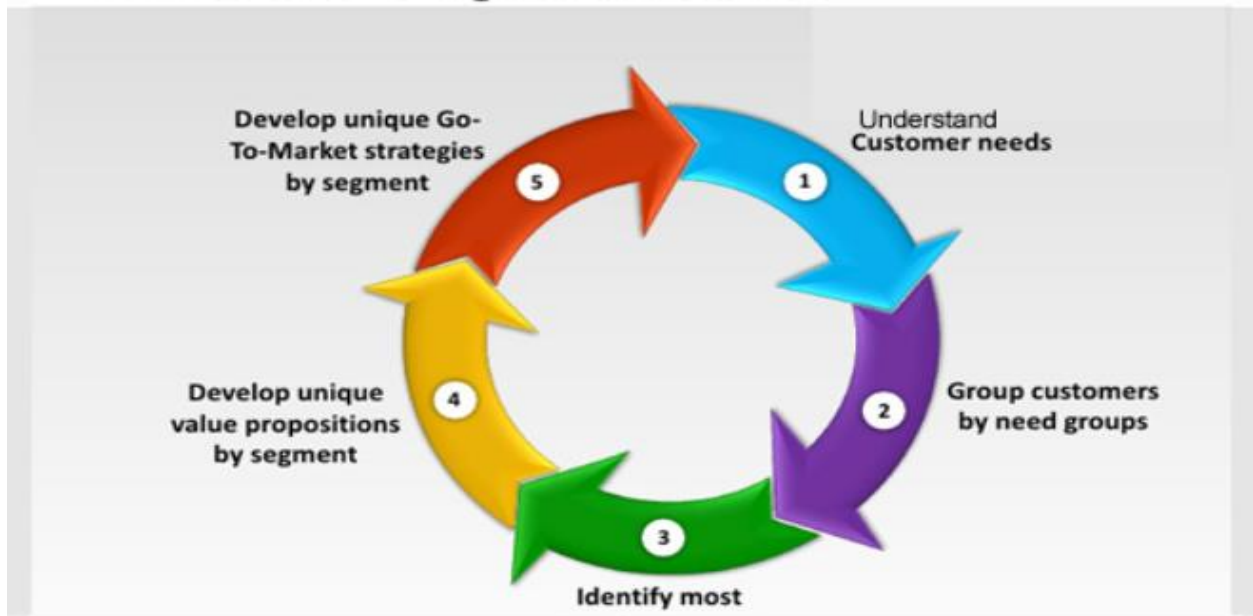 Understand
Customer needs
1
Group customers
by need groups
2
3
Identify most
Develop unique
value propositions
by segment
4
Develop unique Go-
To-Market strategies
by segment
5